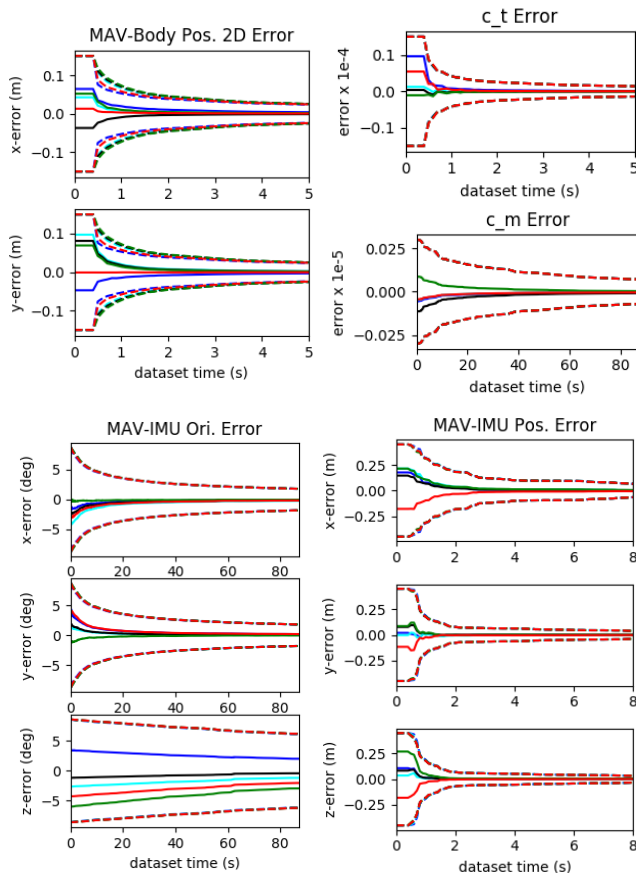 MAV-Body Pos. 2D Error
x-error (m)
0.1
0.0
−0.1
0 1 2 3 4 5
y-error (m)
0.1
0.0
−0.1
0 1 2 3 4 5
dataset time (s)
c_t Error
error x 1e-4
0.1
0.0
−0.1
0 1 2 3 4 5
dataset time (s)
c_m Error
error x 1e-5
0.025
0.000
−0.025
0 20 40 60 80
dataset time (s)
MAV-IMU Ori. Error
x-error (deg)
5
0
−5
0 20 40 60 80
y-error (deg)
5
0
−5
0 20 40 60 80
z-error (deg)
5
0
−5
0 20 40 60 80
dataset time (s)
MAV-IMU Pos. Error
x-error (m)
0.25
0.00
−0.25
0 2 4 6 8
y-error (m)
0.25
0.00
−0.25
0 2 4 6 8
z-error (m)
0.25
0.00
−0.25
0 2 4 6 8
dataset time (s)